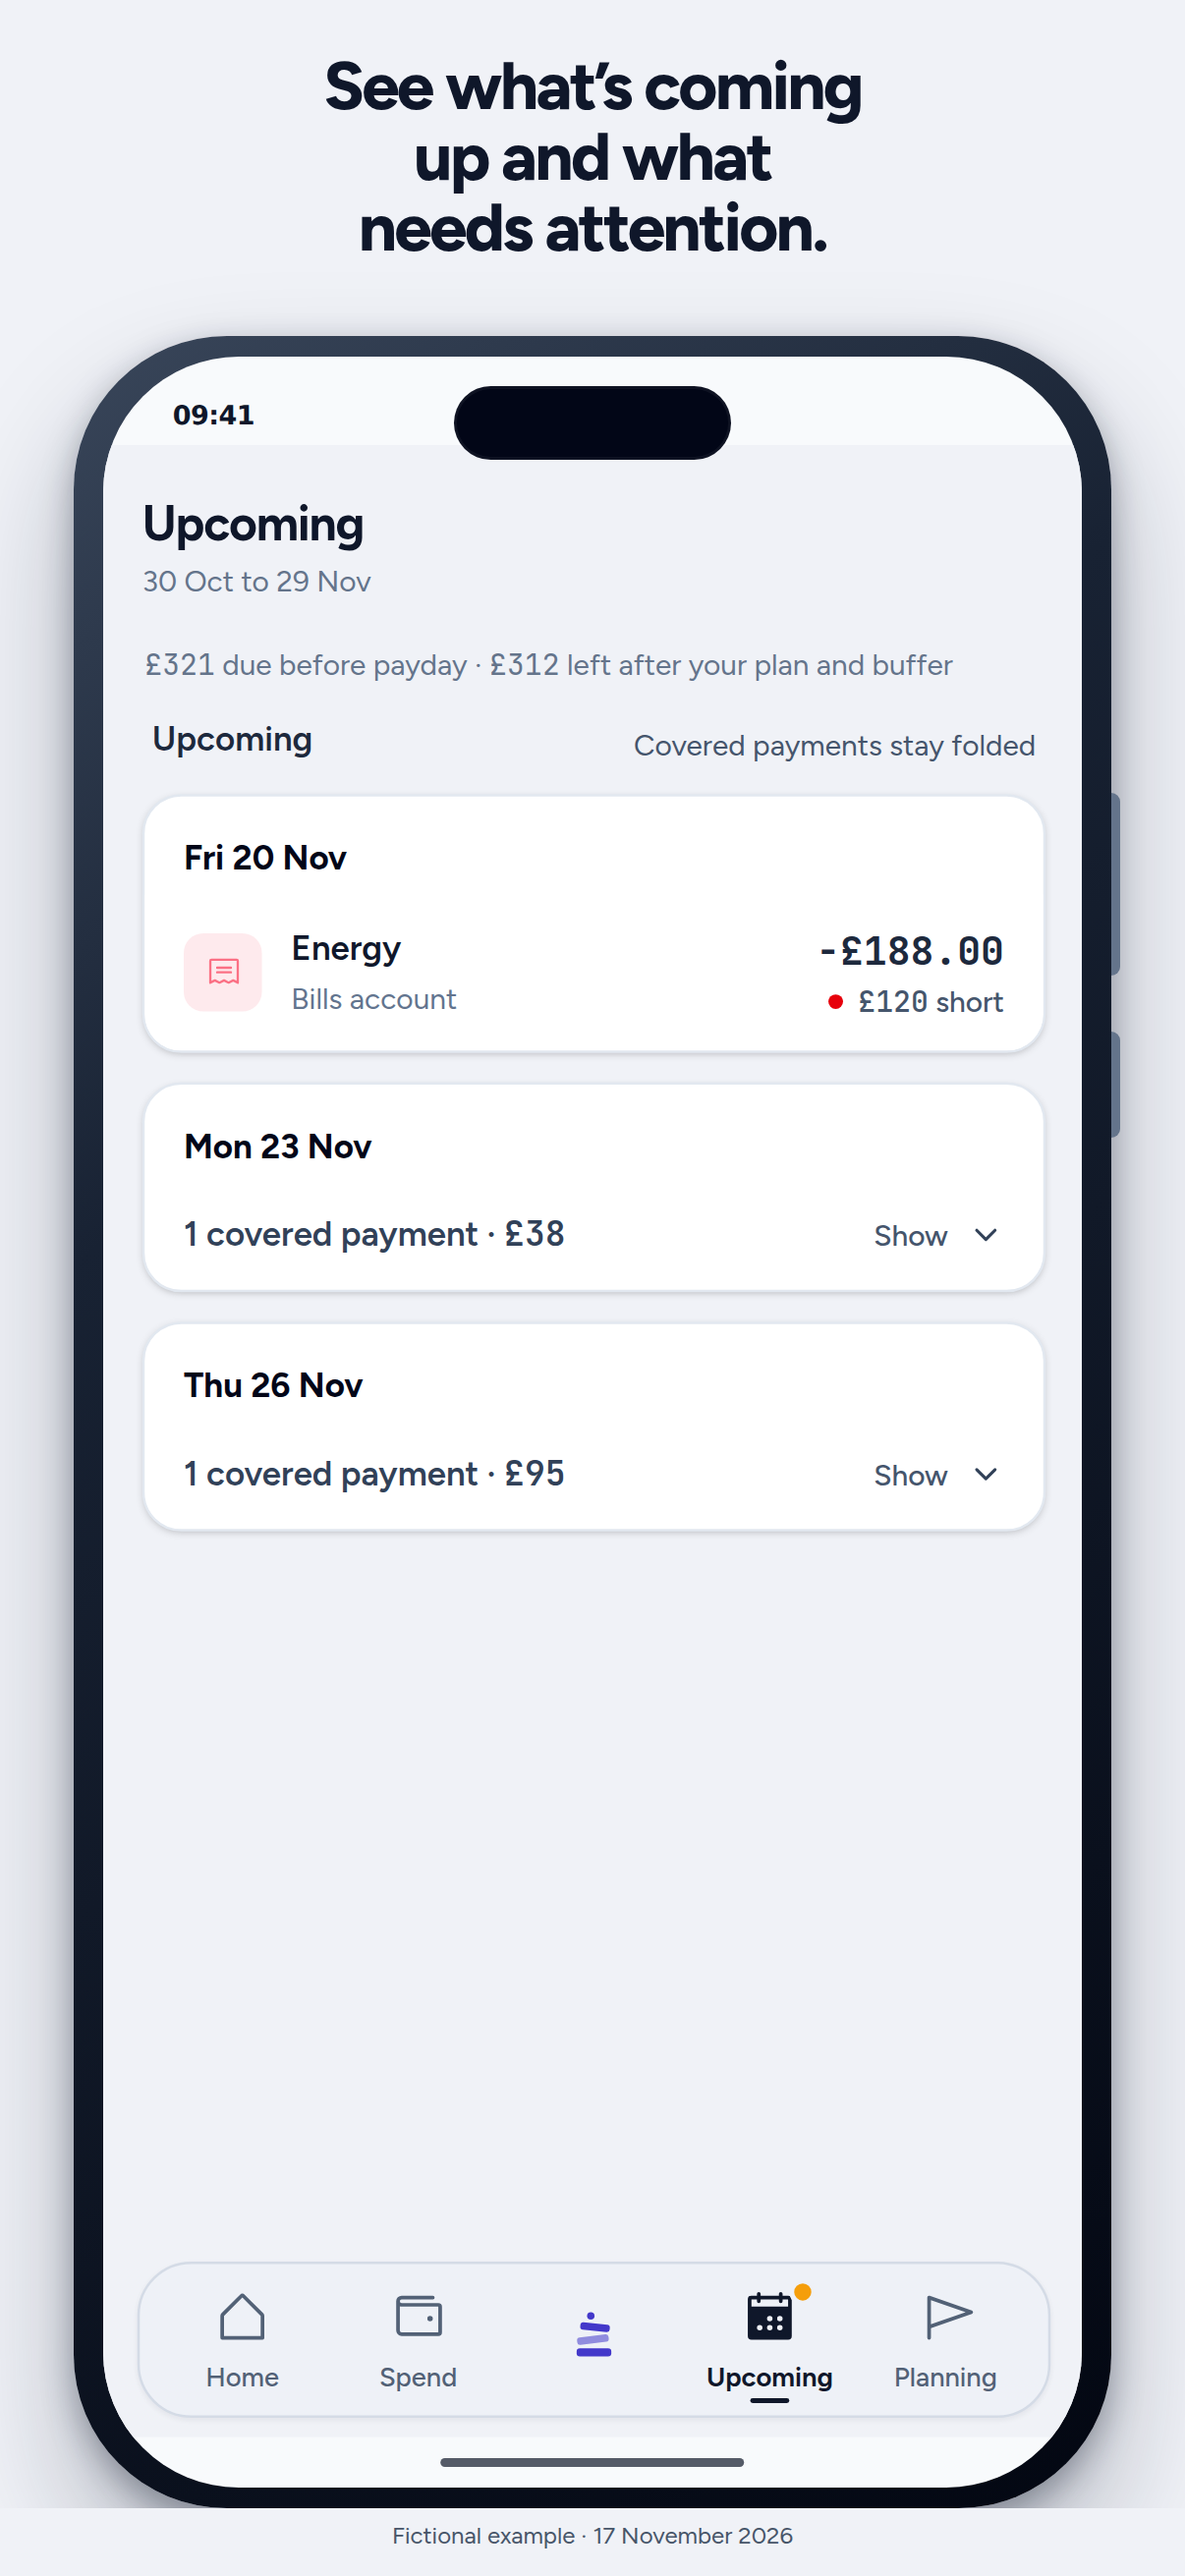 See what’s coming
up and what
needs attention.
09:41
Upcoming
30 Oct to 29 Nov
£321 due before payday · £312 left after your plan and buffer
Upcoming
Covered payments stay folded
Fri 20 Nov
Energy
-£188.00
Bills account
£120 short
Mon 23 Nov
1 covered payment · £38
Show
Thu 26 Nov
1 covered payment · £95
Show
Home
Spend
Upcoming
Planning
Fictional example · 17 November 2026